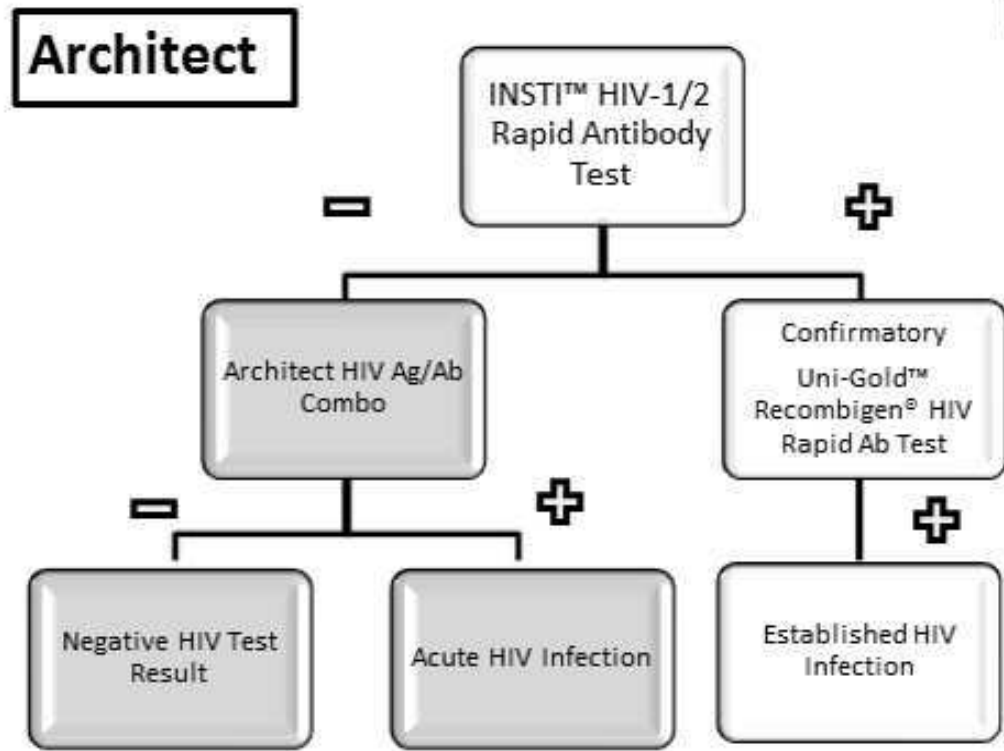 Architect
INSTI™ HIV-1/2
Rapid Antibody
Test
Architect HIV Ag/Ab
Combo
Confirmatory
Uni-Gold™
Recombigen® HIV
Rapid Ab Test
Negative HIV Test
Result
Acute HIV Infection
Established HIV
Infection